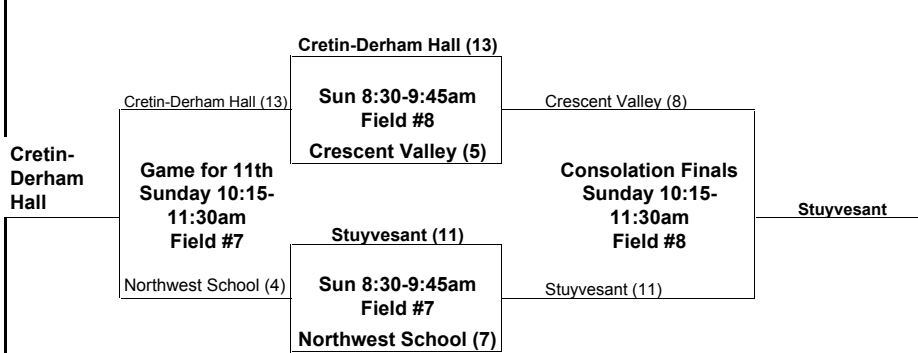 Cretin-Derham Hall (13)
Cretin-Derham Hall (13)
Sun 8:30-9:45am
Field #8
Crescent Valley (5)
Crescent Valley (8)
Cretin-
Derham
Hall
Game for 11th
Sunday 10:15-
11:30am
Field #7
Consolation Finals
Sunday 10:15-
11:30am
Field #8
Stuyvesant
Stuyvesant (11)
Northwest School (4)
Sun 8:30-9:45am
Field #7
Northwest School (7)
Stuyvesant (11)